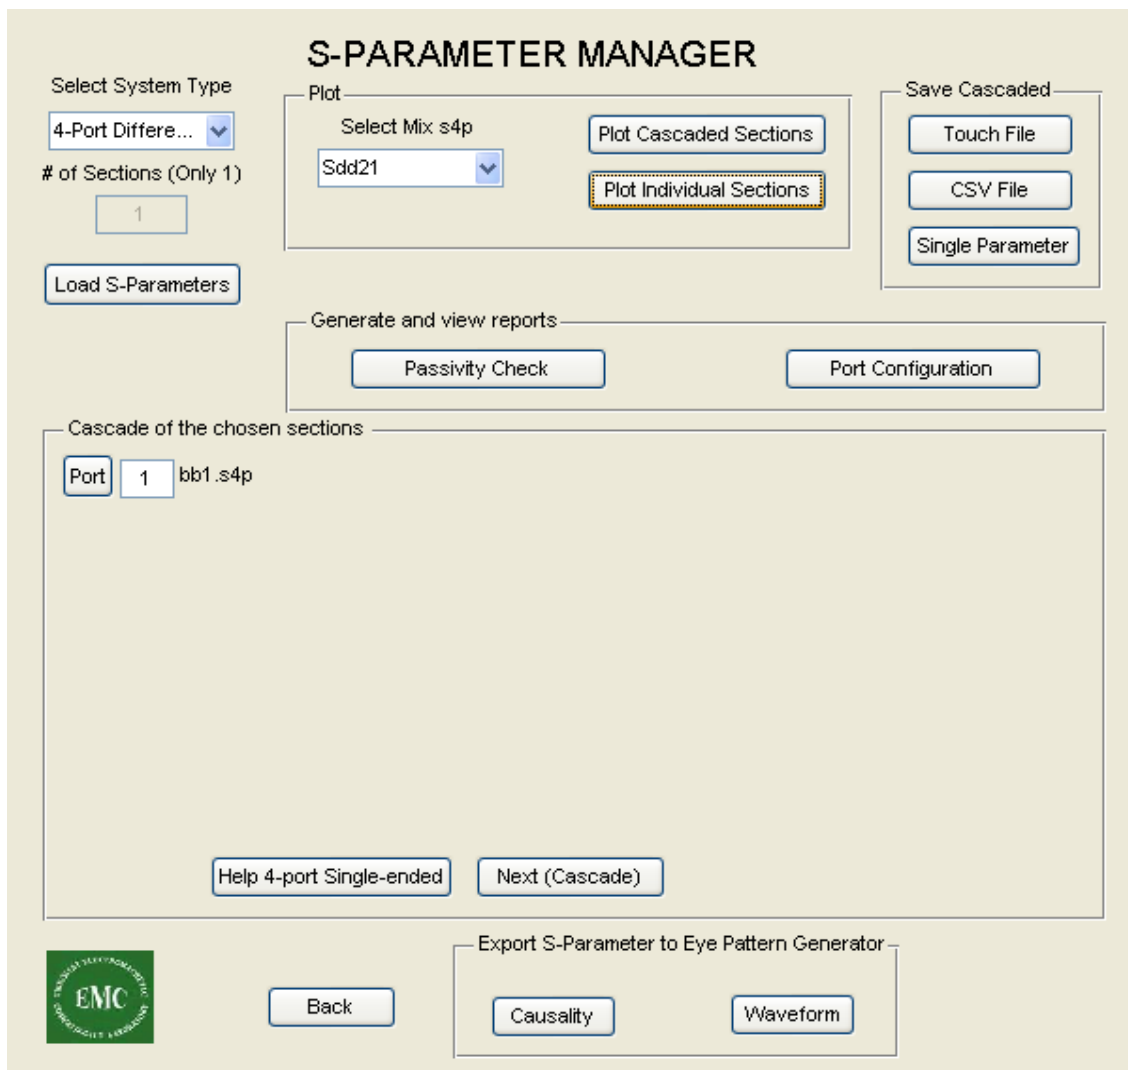 S-PARAMETER MANAGER
Select System Type
4-Port Differe...
# of Sections (Only 1)
1
Load S-Parameters
Plot
Select Mix s4p
Sdd21
Plot Cascaded Sections
Plot Individual Sections
Save Cascaded
Touch File
CSV File
Single Parameter
Generate and view reports
Passivity Check
Port Configuration
Cascade of the chosen sections
Port 1 bb1.s4p
Help 4-port Single-ended
Next (Cascade)
EMC
Back
Export S-Parameter to Eye Pattern Generator
Causality
Waveform